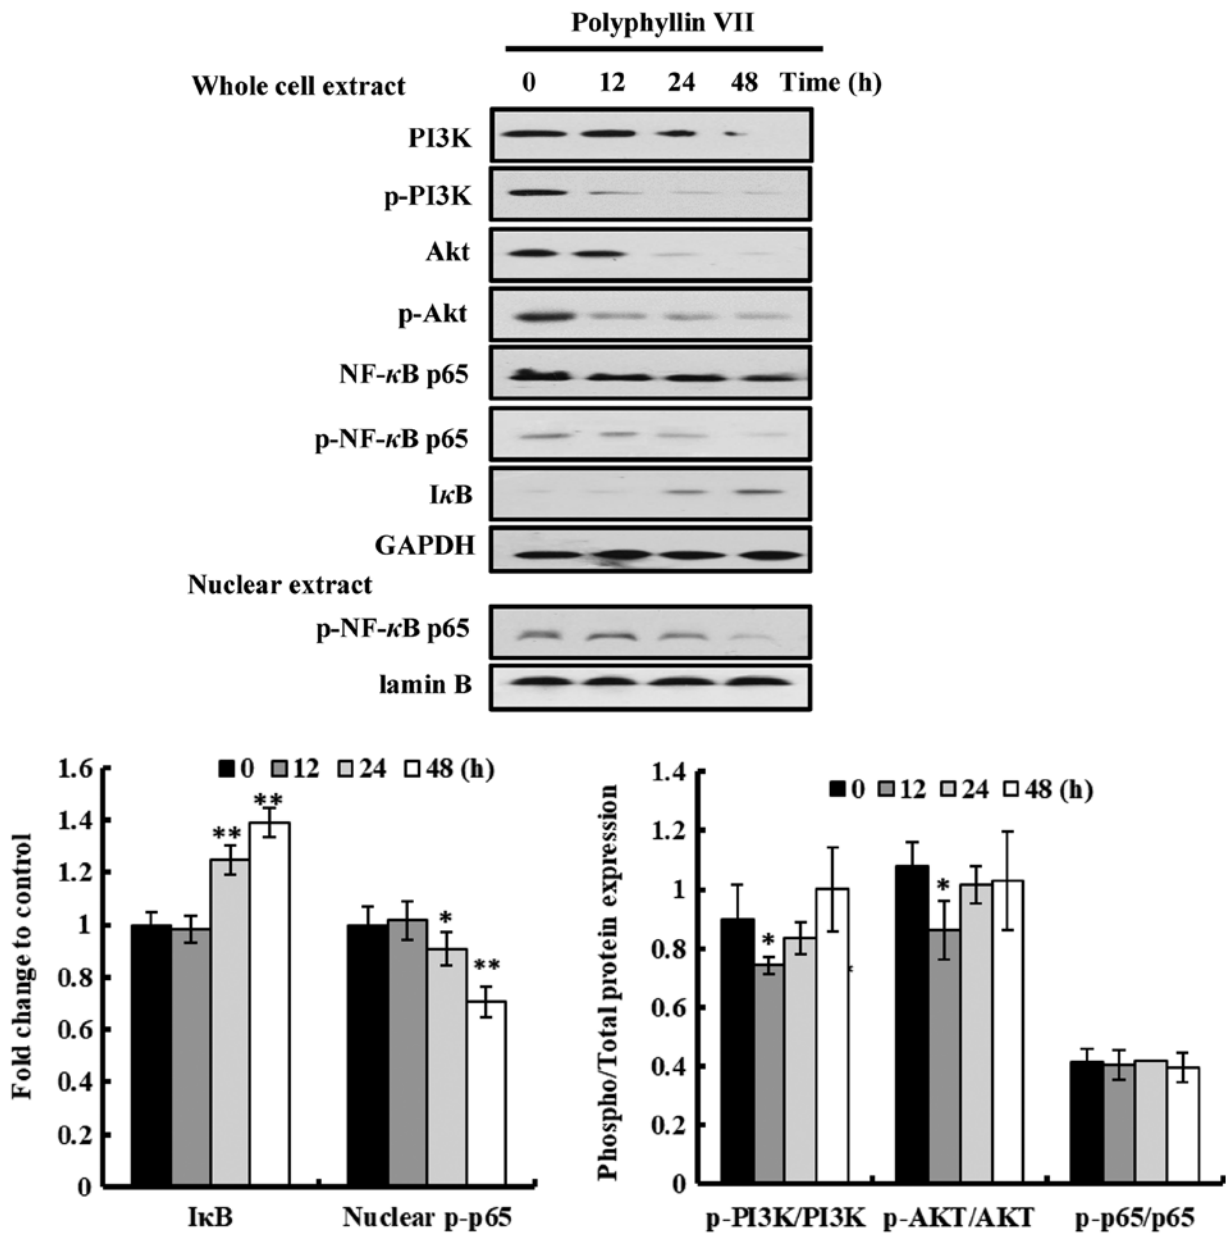 Polyphyllin VII
Whole cell extract 0 12 24 48 Time (h)
PI3K
p-PI3K
Akt
p-Akt
NF-κB p65
p-NF-κB p65
IκB
GAPDH
Nuclear extract
p-NF-κB p65
lamin B
Fold change to control
1.6
1.4
1.2
1
0.8
0.6
0.4
0.2
0
0 12 24 48 (h)
** **
* **
IκB Nuclear p-p65
Phospho/Total protein expression
1.4
1.2
1
0.8
0.6
0.4
0.2
0
0 12 24 48 (h)
* *
p-PI3K/PI3K p-AKT/AKT p-p65/p65